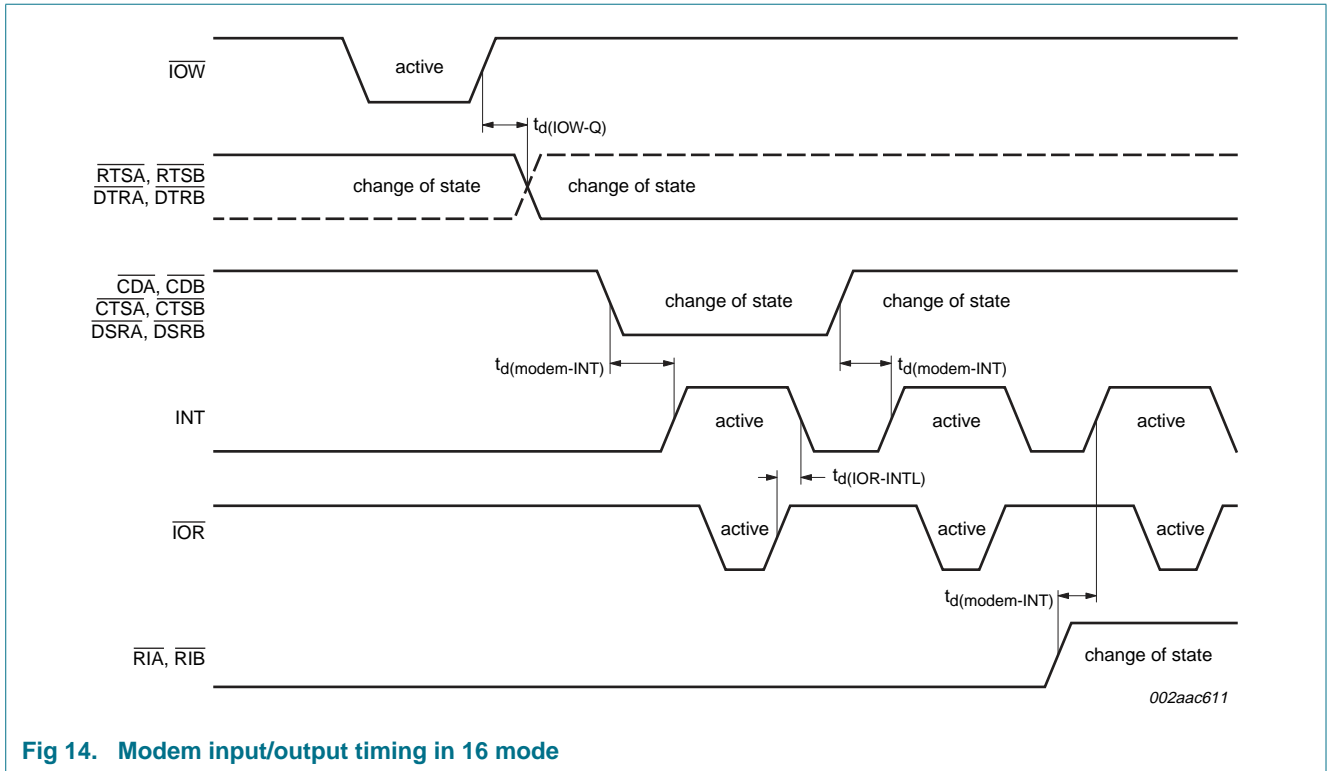 IOW
active
td(IOW-Q)
RTSA, RTSB
DTRA, DTRB
change of state
change of state
CDA, CDB
CTSA, CTSB
DSRA, DSRB
change of state
change of state
td(modem-INT)
td(modem-INT)
INT
active
active
active
td(IOR-INTL)
IOR
active
active
active
td(modem-INT)
RIA, RIB
change of state
002aac611
Fig 14. Modem input/output timing in 16 mode